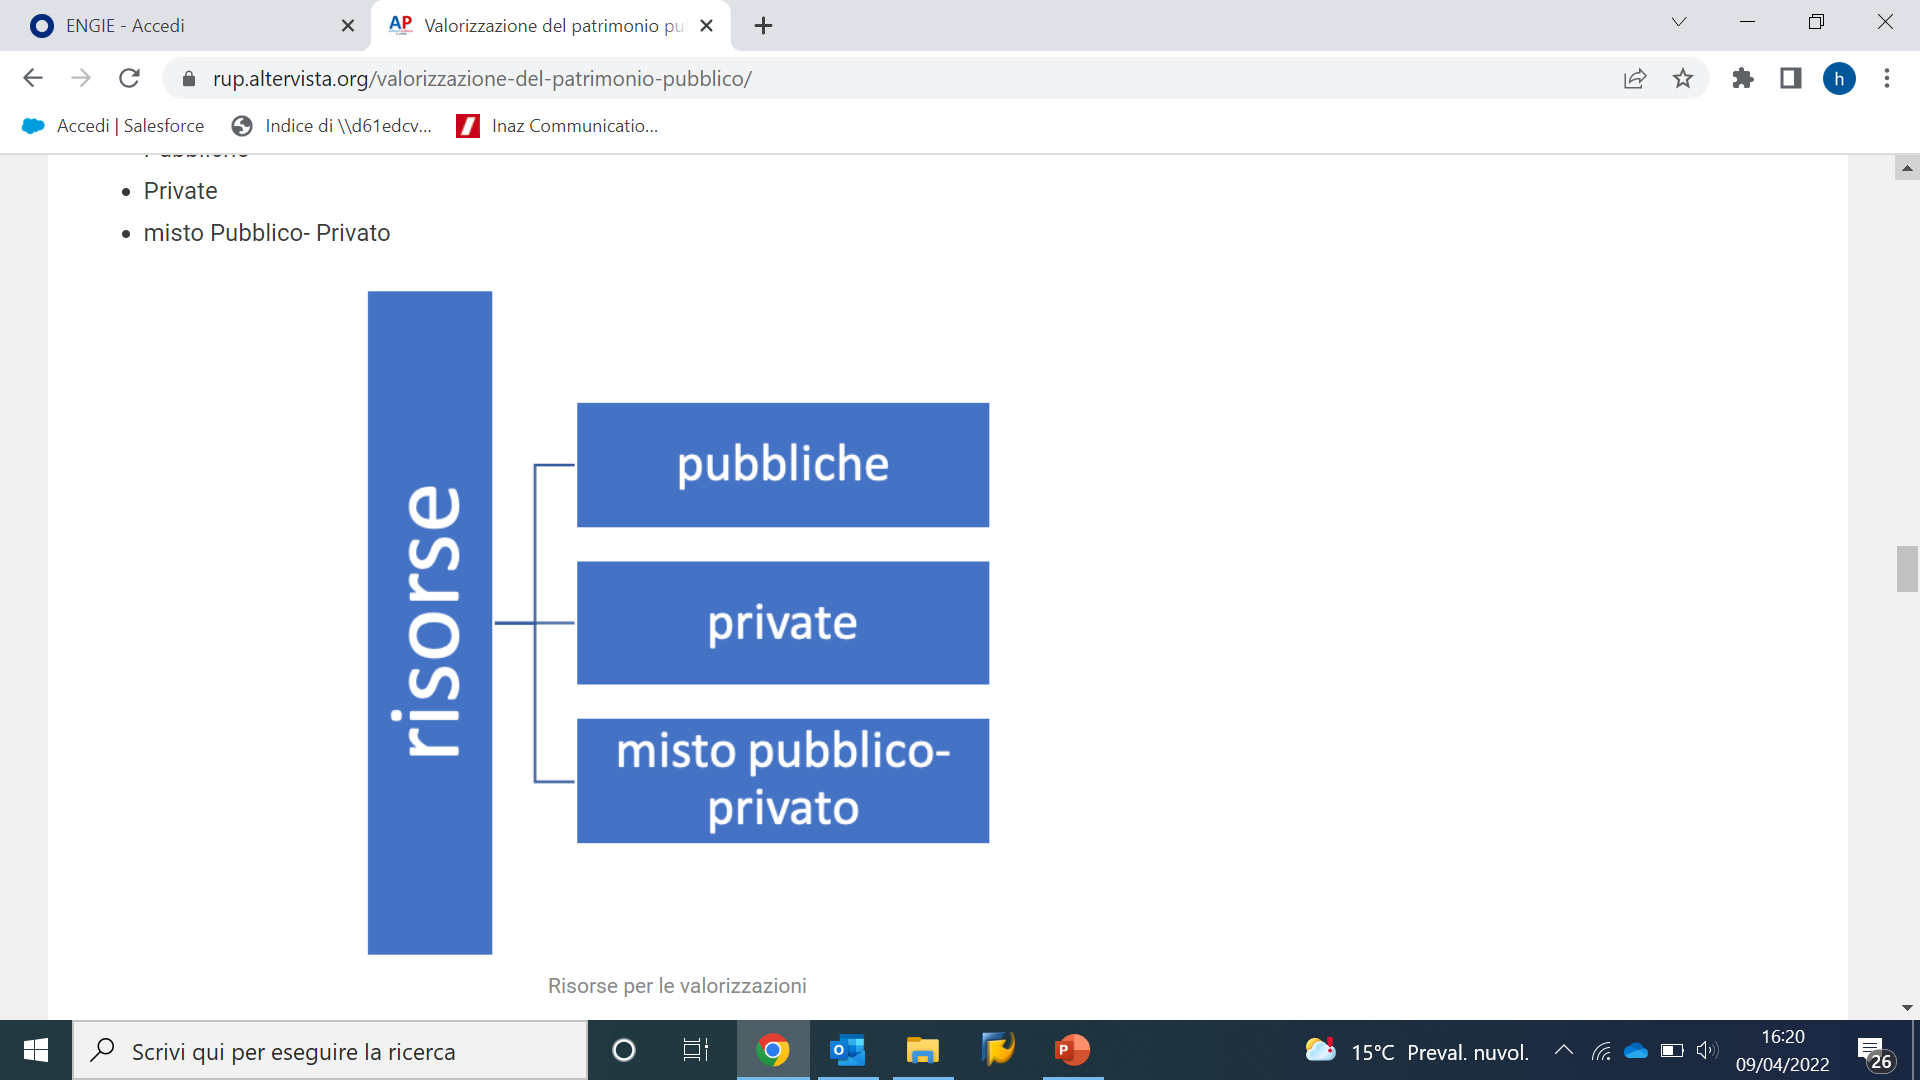 ENGIE - Accedi
AP Valorizzazione del patrimonio pu
rup.altervista.org/valorizzazione-del-patrimonio-pubblico/
h
Accedi | Salesforce
Indice di \\d61edcv...
Inaz Communicatio...
Pubbliche
• Private
• misto Pubblico- Privato
risorse
pubbliche
private
misto pubblico-
privato
Risorse per le valorizzazioni
Scrivi qui per eseguire la ricerca
15°C Preval. nuvol.
16:20
09/04/2022
26